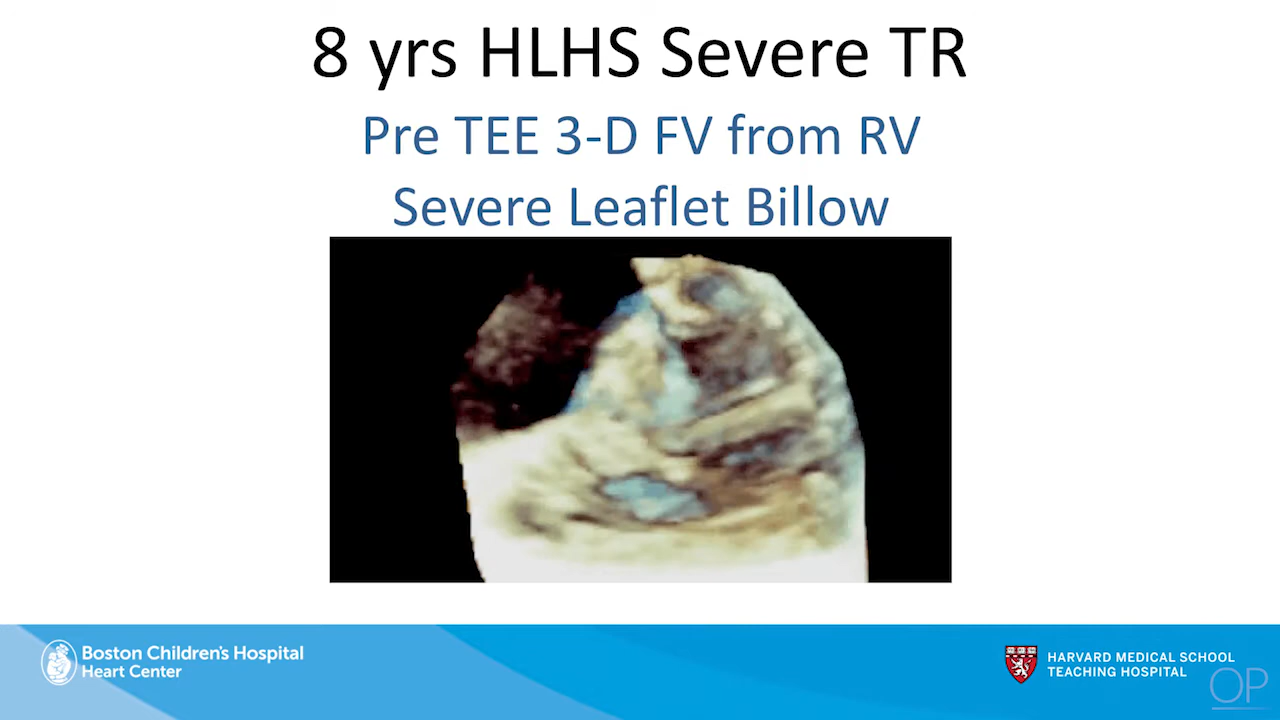 8 yrs HLHS Severe TR
Pre TEE 3-D FV from RV
Severe Leaflet Billow
Boston Children's Hospital
Heart Center
HARVARD MEDICAL SCHOOL
TEACHING HOSPITAL
OP